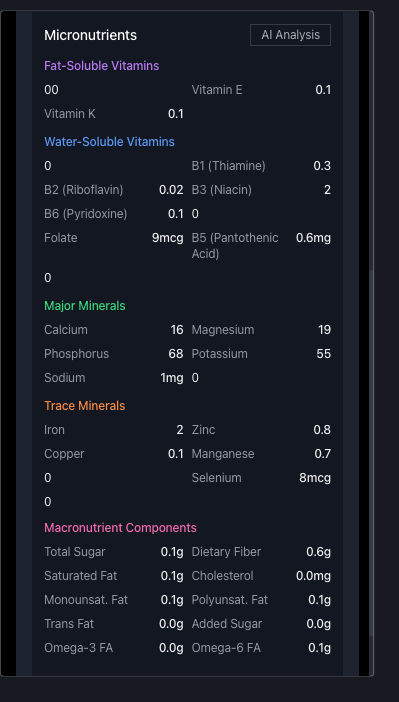 Micronutrients AI Analysis
Fat-Soluble Vitamins
00 Vitamin E 0.1
Vitamin K 0.1
Water-Soluble Vitamins
0 B1 (Thiamine) 0.3
B2 (Riboflavin) 0.02 B3 (Niacin) 2
B6 (Pyridoxine) 0.1 0
Folate 9mcg B5 (Pantothenic 0.6mg
Acid)
0
Major Minerals
Calcium 16 Magnesium 19
Phosphorus 68 Potassium 55
Sodium 1mg 0
Trace Minerals
Iron 2 Zinc 0.8
Copper 0.1 Manganese 0.7
0 Selenium 8mcg
0
Macronutrient Components
Total Sugar 0.1g Dietary Fiber 0.6g
Saturated Fat 0.1g Cholesterol 0.0mg
Monounsat. Fat 0.1g Polyunsat. Fat 0.1g
Trans Fat 0.0g Added Sugar 0.0g
Omega-3 FA 0.0g Omega-6 FA 0.1g